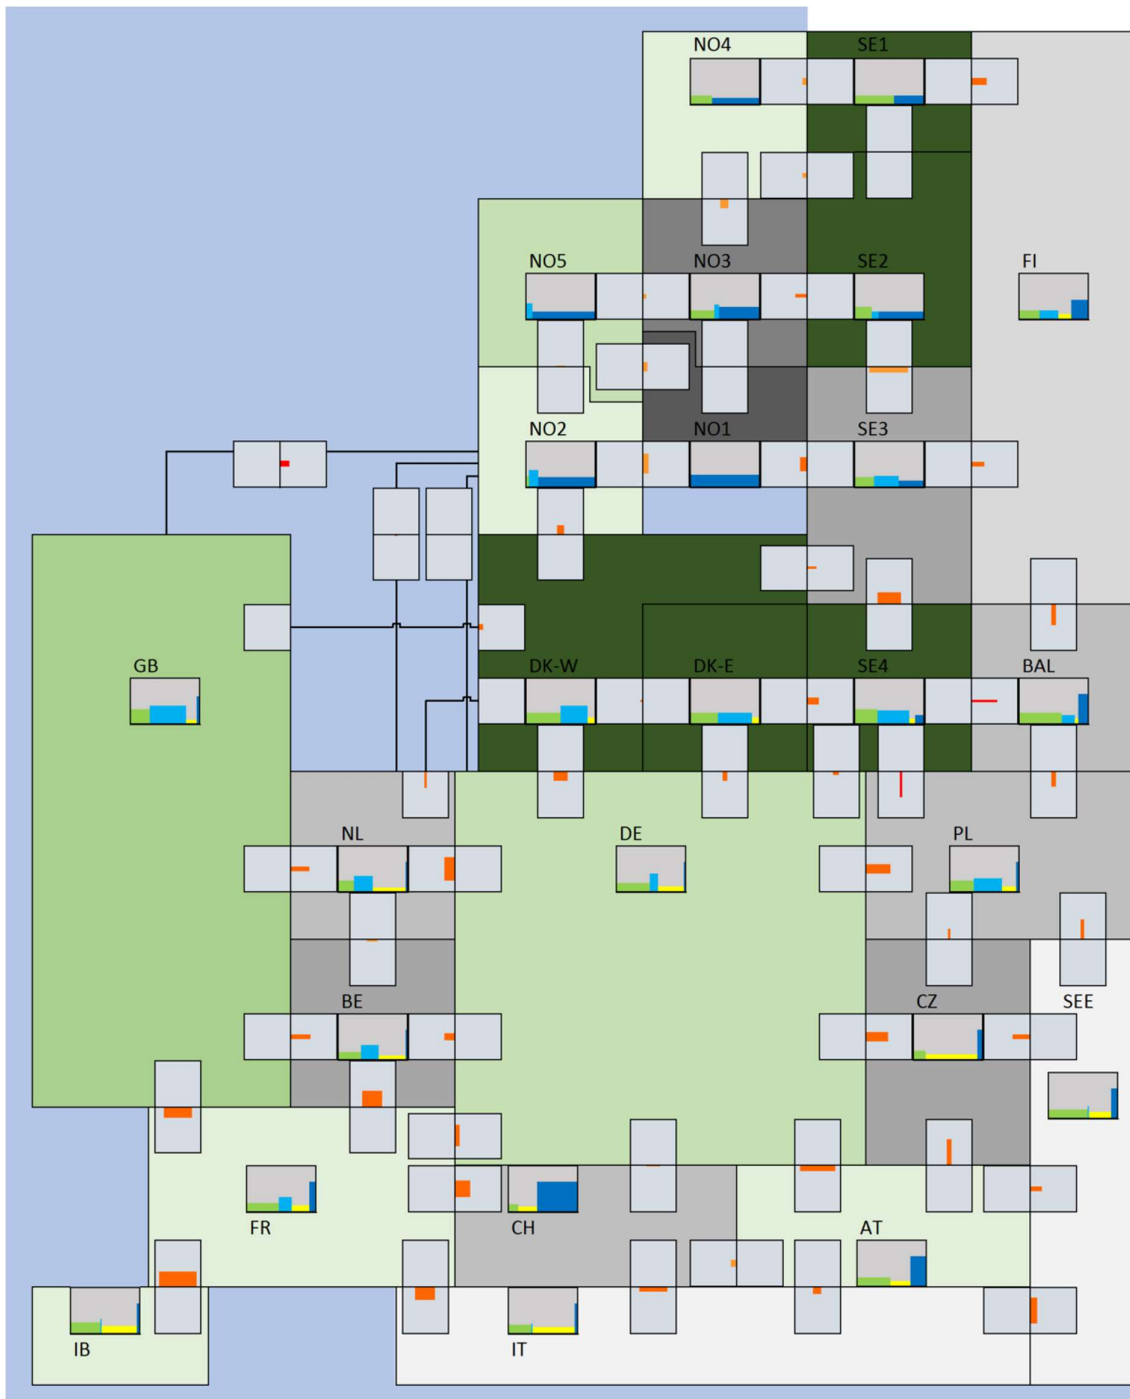 NO4 SE1
NO5 NO3 SE2 FI
NO2 NO1 SE3
GB DK-W DK-E SE4 BAL
NL DE PL
BE CZ SEE
FR CH AT
IB IT